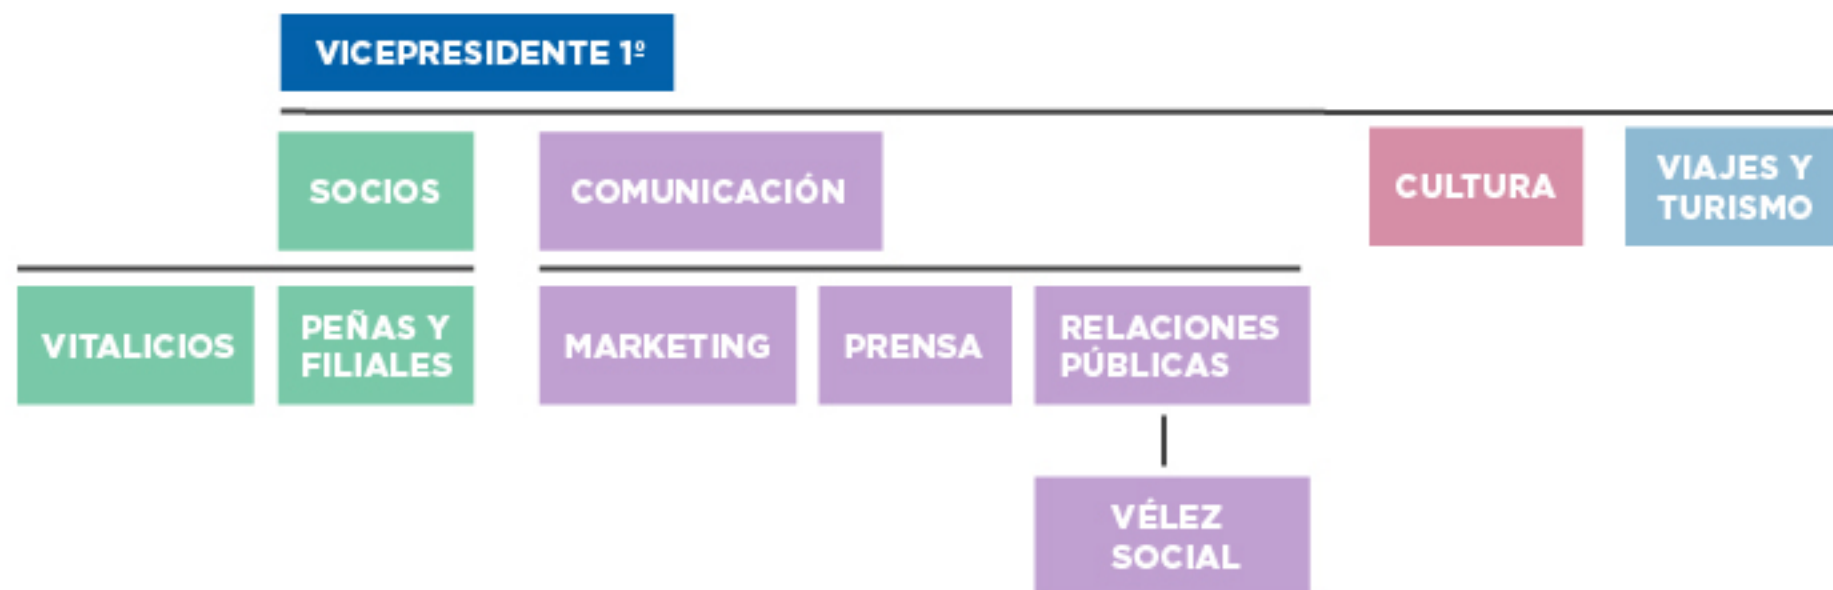 VICEPRESIDENTE 1º
SOCIOS
COMUNICACIÓN
CULTURA
VIAJES Y
TURISMO
VITALICIOS
PEÑAS Y
FILIALES
MARKETING
PRENSA
RELACIONES
PÚBLICAS
VÉLEZ
SOCIAL